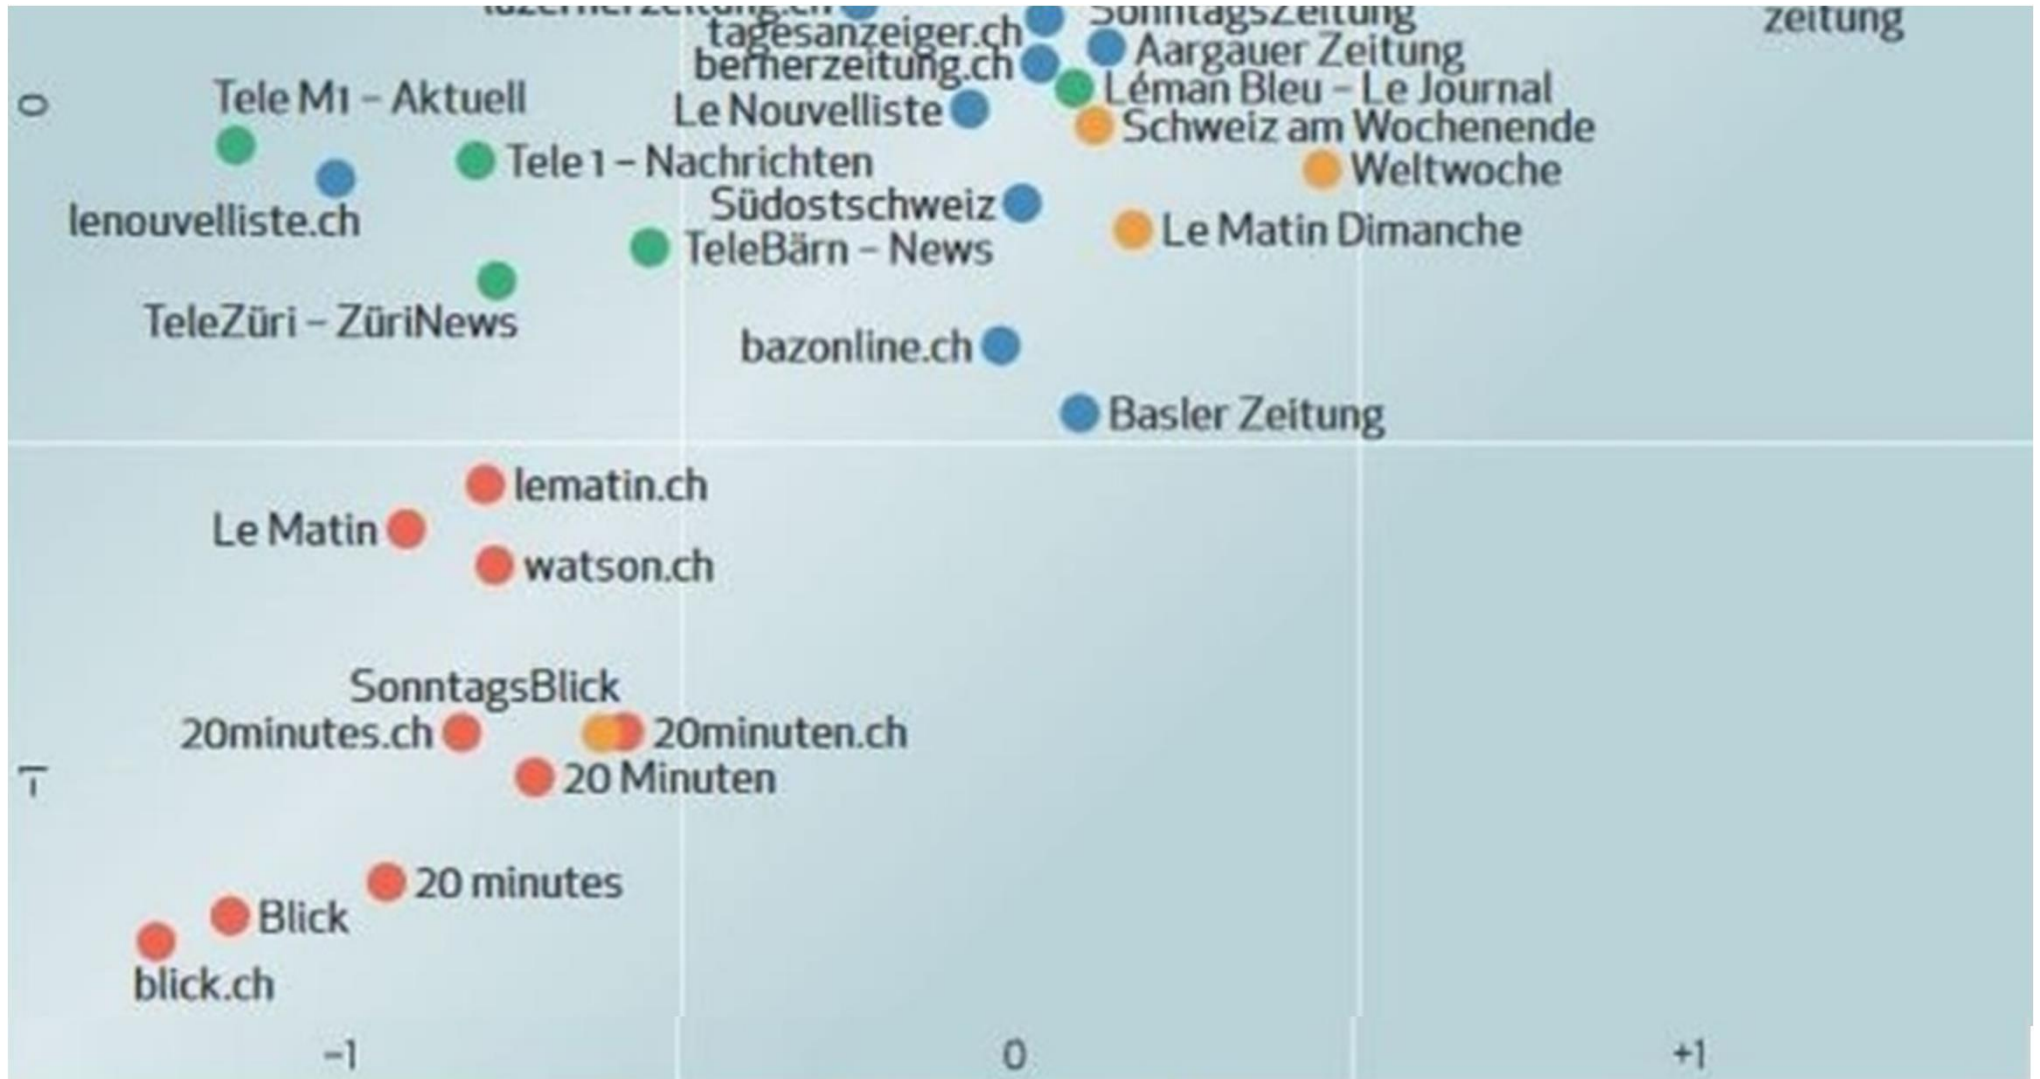 luzernerzeitung.ch
tagesanzeiger.ch
SonntagsZeitung
zeitung
Aargauer Zeitung
bernerzeitung.ch
Léman Bleu – Le Journal
0
Tele M1 – Aktuell
Le Nouvelliste
Schweiz am Wochenende
Tele 1 – Nachrichten
Weltwoche
lenouvelliste.ch
Südostschweiz
Le Matin Dimanche
TeleBärn – News
TeleZüri – ZüriNews
bazonline.ch
Basler Zeitung
lematin.ch
Le Matin
watson.ch
SonntagsBlick
20minutes.ch
20minuten.ch
-1
20 Minuten
20 minutes
Blick
blick.ch
-1
0
+1